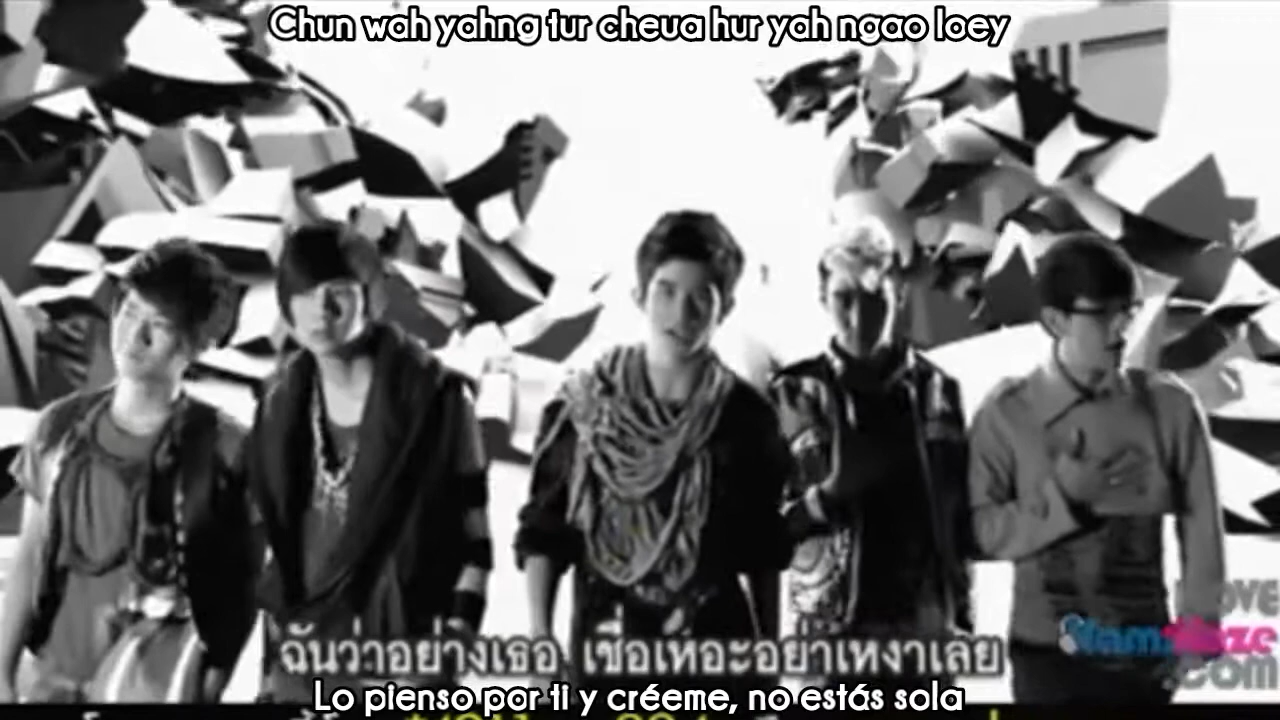 Chun wah yahng tur cheua hur yah ngao loey
ฉันว่าอย่างเธอ เชื่อเหอะอย่าเหงาเลย
Lo pienso por ti y créeme, no estás sola
.COM